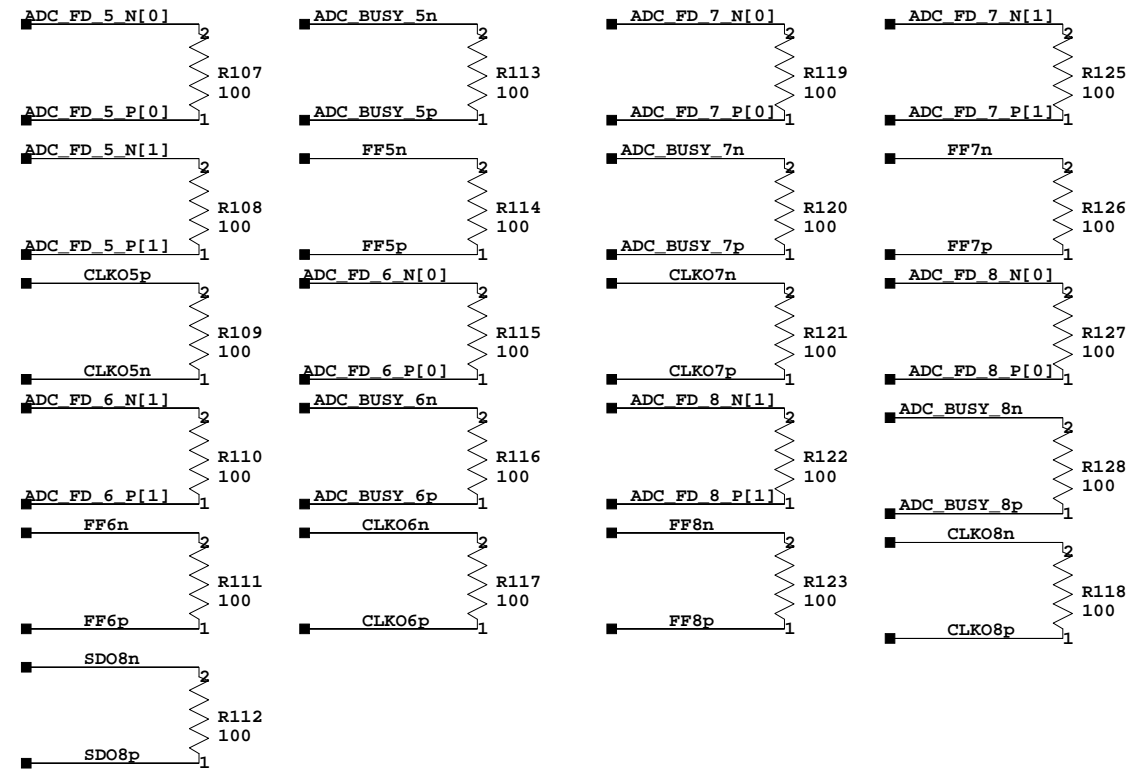 ADC_FD_5_N[0]
2
R107
100
ADC_FD_5_P[0]
1
ADC_BUSY_5n
2
R113
100
ADC_BUSY_5p
1
ADC_FD_7_N[0]
2
R119
100
ADC_FD_7_P[0]
1
ADC_FD_7_N[1]
2
R125
100
ADC_FD_7_P[1]
1
ADC_FD_5_N[1]
2
R108
100
ADC_FD_5_P[1]
1
FF5n
2
R114
100
FF5p
1
ADC_BUSY_7n
2
R120
100
ADC_BUSY_7p
1
FF7n
2
R126
100
FF7p
1
CLKO5p
2
R109
100
CLKO5n
1
ADC_FD_6_N[0]
2
R115
100
ADC_FD_6_P[0]
1
CLKO7n
2
R121
100
CLKO7p
1
ADC_FD_8_N[0]
2
R127
100
ADC_FD_8_P[0]
1
ADC_FD_6_N[1]
2
R110
100
ADC_FD_6_P[1]
1
ADC_BUSY_6n
2
R116
100
ADC_BUSY_6p
1
ADC_FD_8_N[1]
2
R122
100
ADC_FD_8_P[1]
1
ADC_BUSY_8n
2
R128
100
ADC_BUSY_8p
1
FF6n
2
R111
100
FF6p
1
CLKO6n
2
R117
100
CLKO6p
1
FF8n
2
R123
100
FF8p
1
CLKO8n
2
R118
100
CLKO8p
1
SDO8n
2
R112
100
SDO8p
1